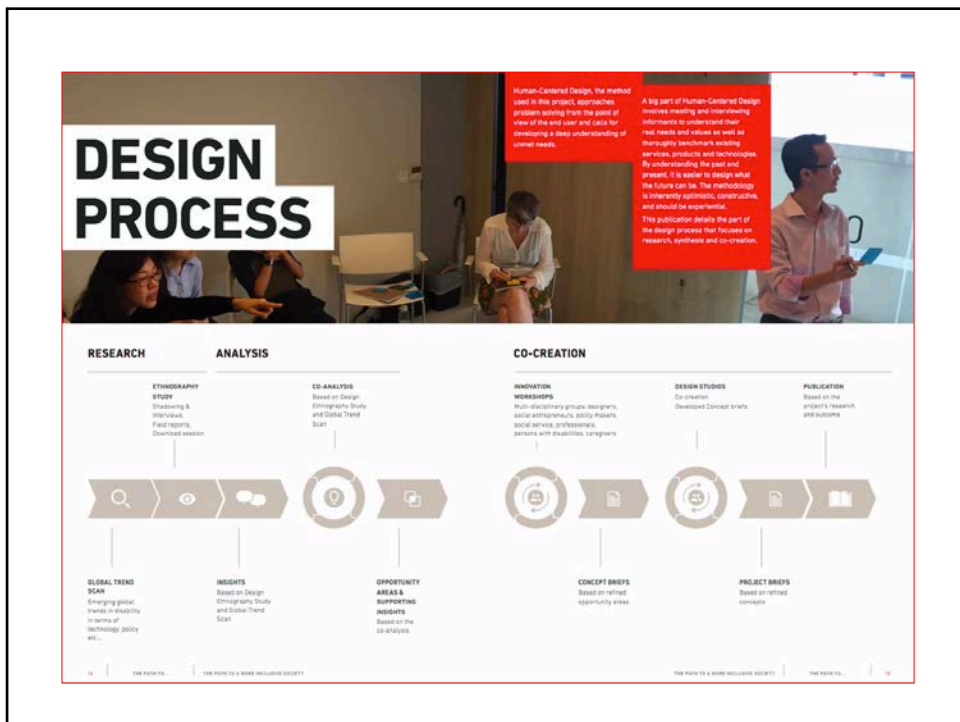 DESIGN
PROCESS
Human-Centered Design, the method
used in this project, approaches
problem solving from the point of
view of the end user and calls for
developing a deep understanding of
unmet needs.
A big part of Human-Centered Design
involves meeting and interviewing
informants to understand their
real needs and values as well as
thoroughly benchmark existing
services, products and technologies.
By understanding the past and
present, it is easier to design what
the future can be. The methodology
is inherently optimistic, constructive,
and should be experiential.
This publication details the part of
the design process that focuses on
research, synthesis and co-creation.
RESEARCH
ANALYSIS
CO-CREATION
ETHNOGRAPHY
STUDY
Shadowing &
Interviews,
Field reports,
Download session
CO-ANALYSIS
Based on Design
Ethnography Study
and Global Trend
Scan
INNOVATION
WORKSHOPS
Multi-disciplinary groups: designers,
social entrepreneurs, policy makers,
social service, professionals,
persons with disabilities, caregivers
DESIGN STUDIOS
Co-creation
Developed Concept briefs
PUBLICATION
Based on the
project's research
and outcome
GLOBAL TREND
SCAN
Emerging global
trends in disability
in terms of
technology, policy
etc...
INSIGHTS
Based on Design
Ethnography Study
and Global Trend
Scan
OPPORTUNITY
AREAS &
SUPPORTING
INSIGHTS
Based on the
co-analysis
CONCEPT BRIEFS
Based on refined
opportunity areas
PROJECT BRIEFS
Based on refined
concepts
THE PATH TO...
THE PATH TO A MORE INCLUSIVE SOCIETY
THE PATH TO A MORE INCLUSIVE SOCIETY
THE PATH TO...